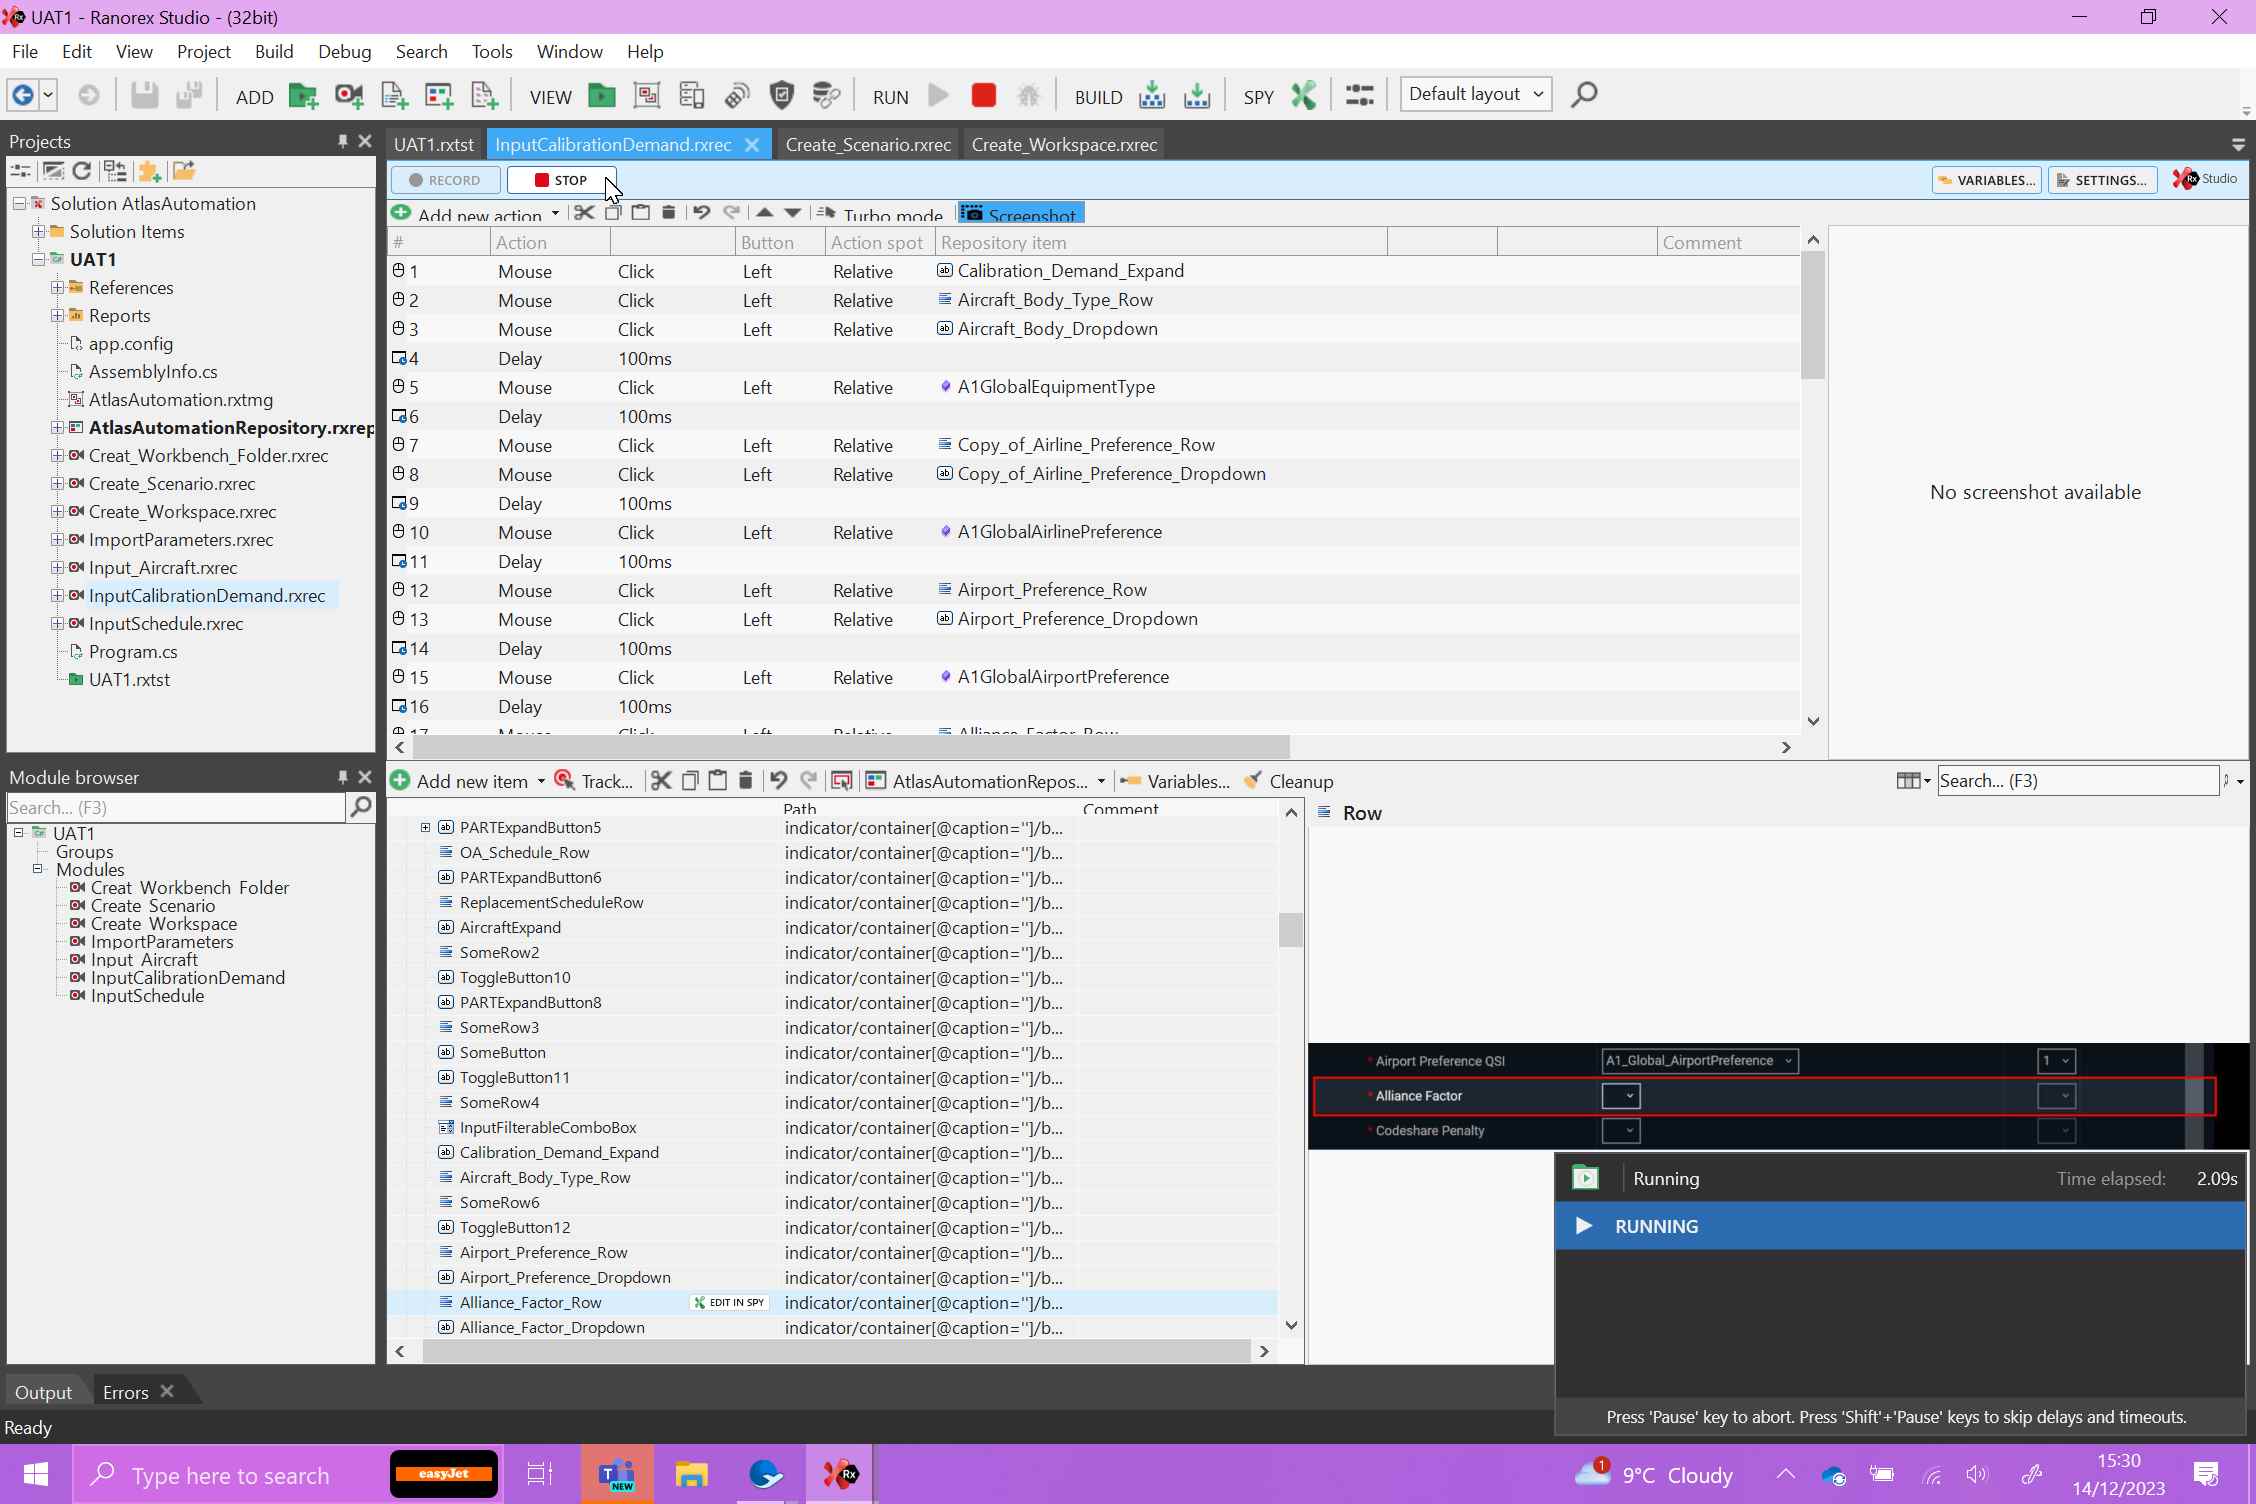 UAT1 - Ranorex Studio - (32bit)
File Edit View Project Build Debug Search Tools Window Help
ADD VIEW RUN BUILD SPY Default layout
Projects
UAT1.rxtst InputCalibrationDemand.rxrec Create_Scenario.rxrec Create_Workspace.rxrec
RECORD STOP VARIABLES... SETTINGS... Rx Studio
Add new action Turbo mode Screenshot
# Action Button Action spot Repository item Comment
1 Mouse Click Left Relative Calibration_Demand_Expand
2 Mouse Click Left Relative Aircraft_Body_Type_Row
3 Mouse Click Left Relative Aircraft_Body_Dropdown
4 Delay 100ms
5 Mouse Click Left Relative A1GlobalEquipmentType
6 Delay 100ms
7 Mouse Click Left Relative Copy_of_Airline_Preference_Row
8 Mouse Click Left Relative Copy_of_Airline_Preference_Dropdown
9 Delay 100ms
10 Mouse Click Left Relative A1GlobalAirlinePreference
11 Delay 100ms
12 Mouse Click Left Relative Airport_Preference_Row
13 Mouse Click Left Relative Airport_Preference_Dropdown
14 Delay 100ms
15 Mouse Click Left Relative A1GlobalAirportPreference
16 Delay 100ms
17 Mouse Click Left Relative Alliance_Factor_Row
No screenshot available
Solution AtlasAutomation
Solution Items
UAT1
References
Reports
app.config
AssemblyInfo.cs
AtlasAutomation.rxtmg
AtlasAutomationRepository.rxrep
Creat_Workbench_Folder.rxrec
Create_Scenario.rxrec
Create_Workspace.rxrec
ImportParameters.rxrec
Input_Aircraft.rxrec
InputCalibrationDemand.rxrec
InputSchedule.rxrec
Program.cs
UAT1.rxtst
Module browser
Search... (F3)
UAT1
Groups
Modules
Creat Workbench Folder
Create Scenario
Create Workspace
ImportParameters
Input Aircraft
InputCalibrationDemand
InputSchedule
Add new item Track... AtlasAutomationRepos... Variables... Cleanup Search... (F3)
Path Comment
PARTExpandButton5 indicator/container[@caption='']/b...
OA_Schedule_Row indicator/container[@caption='']/b...
PARTExpandButton6 indicator/container[@caption='']/b...
ReplacementScheduleRow indicator/container[@caption='']/b...
AircraftExpand indicator/container[@caption='']/b...
SomeRow2 indicator/container[@caption='']/b...
ToggleButton10 indicator/container[@caption='']/b...
PARTExpandButton8 indicator/container[@caption='']/b...
SomeRow3 indicator/container[@caption='']/b...
SomeButton indicator/container[@caption='']/b...
ToggleButton11 indicator/container[@caption='']/b...
SomeRow4 indicator/container[@caption='']/b...
InputFilterableComboBox indicator/container[@caption='']/b...
Calibration_Demand_Expand indicator/container[@caption='']/b...
Aircraft_Body_Type_Row indicator/container[@caption='']/b...
SomeRow6 indicator/container[@caption='']/b...
ToggleButton12 indicator/container[@caption='']/b...
Airport_Preference_Row indicator/container[@caption='']/b...
Airport_Preference_Dropdown indicator/container[@caption='']/b...
Alliance_Factor_Row EDIT IN SPY indicator/container[@caption='']/b...
Alliance_Factor_Dropdown indicator/container[@caption='']/b...
Row
* Airport Preference QSI A1_Global_AirportPreference 1
* Alliance Factor
* Codeshare Penalty
Running Time elapsed: 2.09s
RUNNING
Press 'Pause' key to abort. Press 'Shift'+'Pause' keys to skip delays and timeouts.
Output Errors
Ready
Type here to search easyJet NEW Rx 1 9°C Cloudy 15:30
14/12/2023